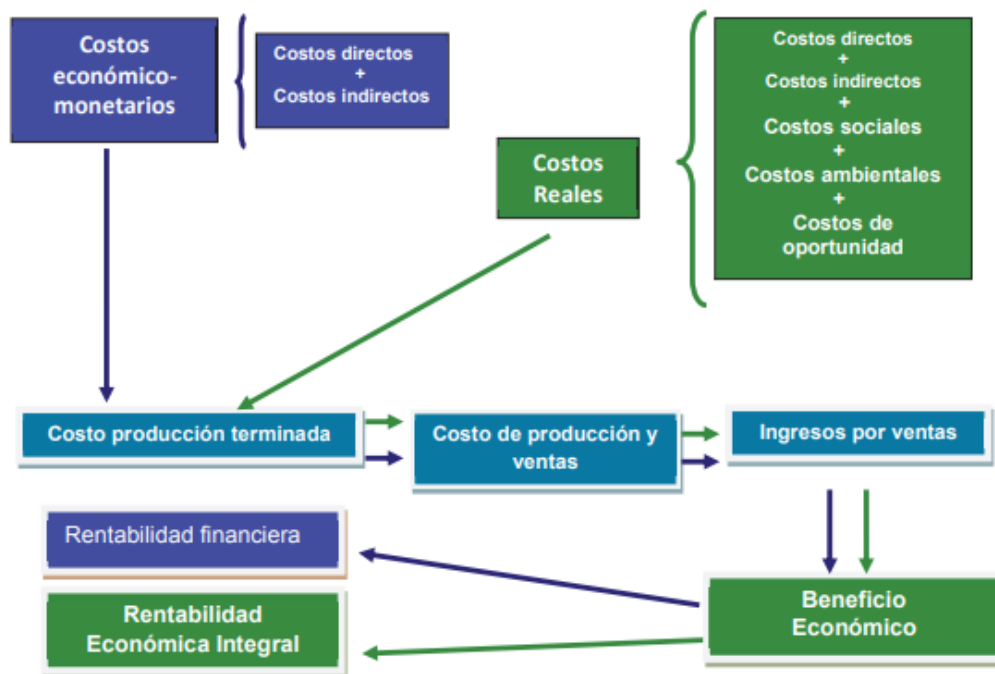 Costos
económico-
monetarios
Costos directos
+
Costos indirectos
Costos
Reales
Costos directos
+
Costos indirectos
+
Costos sociales
+
Costos ambientales
+
Costos de
oportunidad
Costo producción terminada
Costo de producción y
ventas
Ingresos por ventas
Rentabilidad financiera
Rentabilidad
Económica Integral
Beneficio
Económico